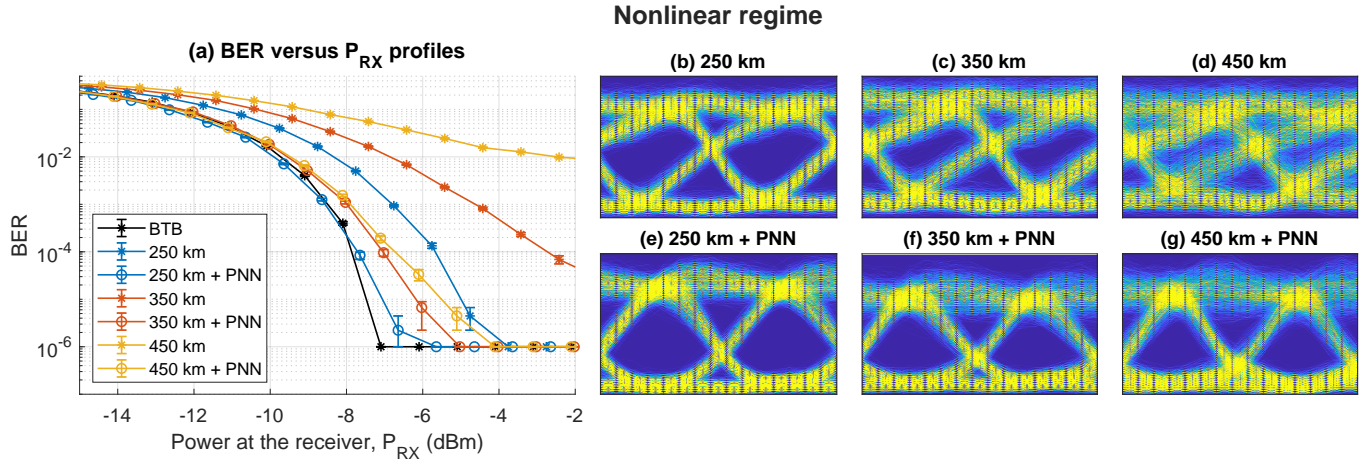 Nonlinear regime
(a) BER versus P_RX profiles
BER
10^-2
10^-4
10^-6
-14 -12 -10 -8 -6 -4 -2
Power at the receiver, P_RX (dBm)
BTB
250 km
250 km + PNN
350 km
350 km + PNN
450 km
450 km + PNN
(b) 250 km
(c) 350 km
(d) 450 km
(e) 250 km + PNN
(f) 350 km + PNN
(g) 450 km + PNN